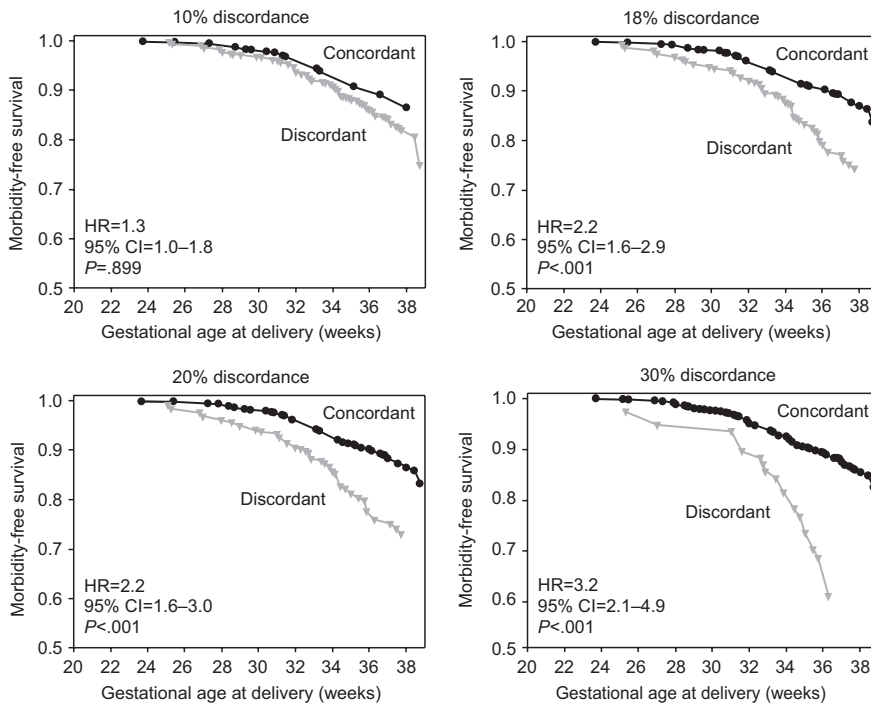 10% discordance
1.0
0.9
0.8
0.7
0.6
0.5
Morbidity-free survival
Concordant
Discordant
HR=1.3
95% CI=1.0–1.8
P=.899
20 22 24 26 28 30 32 34 36 38
Gestational age at delivery (weeks)
18% discordance
1.0
0.9
0.8
0.7
0.6
0.5
Morbidity-free survival
Concordant
Discordant
HR=2.2
95% CI=1.6–2.9
P<.001
20 22 24 26 28 30 32 34 36 38
Gestational age at delivery (weeks)
20% discordance
1.0
0.9
0.8
0.7
0.6
0.5
Morbidity-free survival
Concordant
Discordant
HR=2.2
95% CI=1.6–3.0
P<.001
20 22 24 26 28 30 32 34 36 38
Gestational age at delivery (weeks)
30% discordance
1.0
0.9
0.8
0.7
0.6
0.5
Morbidity-free survival
Concordant
Discordant
HR=3.2
95% CI=2.1–4.9
P<.001
20 22 24 26 28 30 32 34 36 38
Gestational age at delivery (weeks)